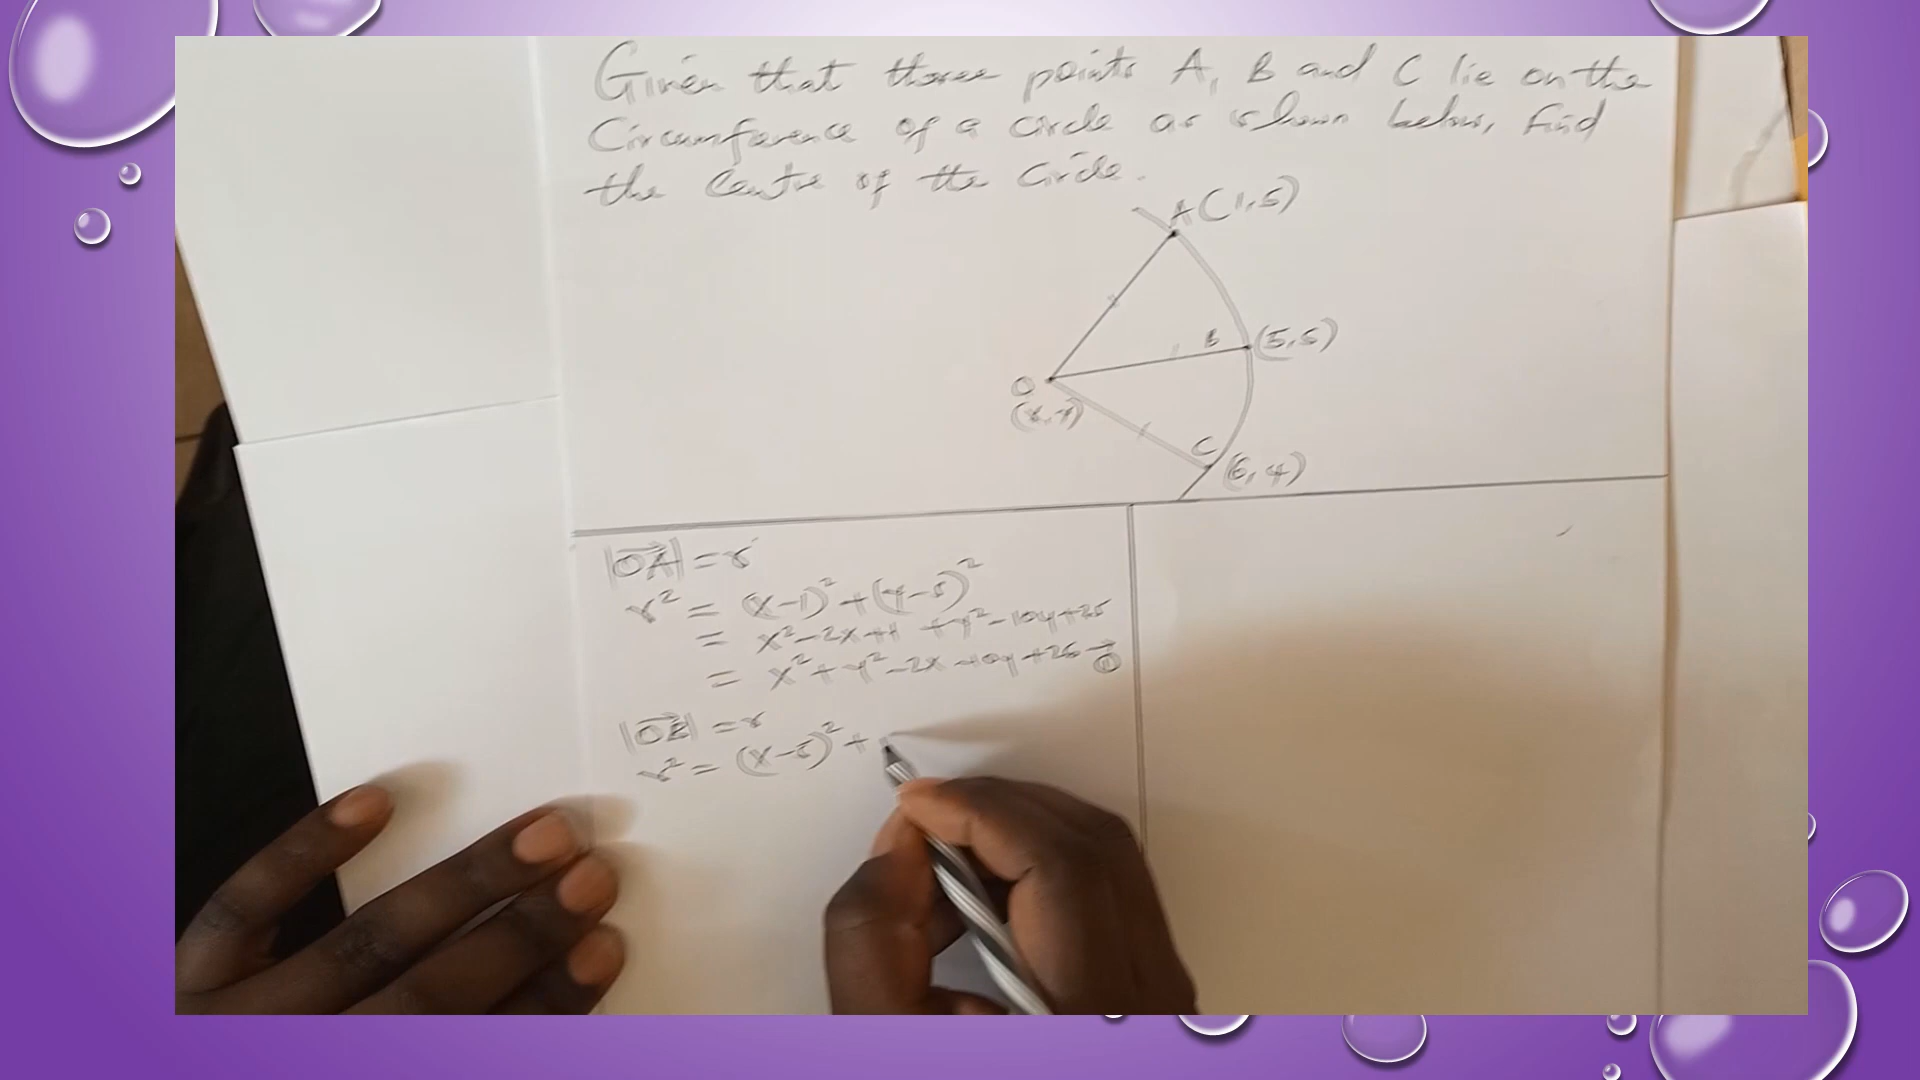 Given that three points A, B and C lie on the
Circumference of a circle as shown below, find
the Centre of the Circle.
A (1,5)
B (5,5)
O
(x,y)
C
(6,4)
|OA| = r
r² = (x-1)² + (y-5)²
= x²-2x+1 + y²-10y+25
= x²+y²-2x-10y+26 → ①
|OB| = r
r² = (x-5)² +